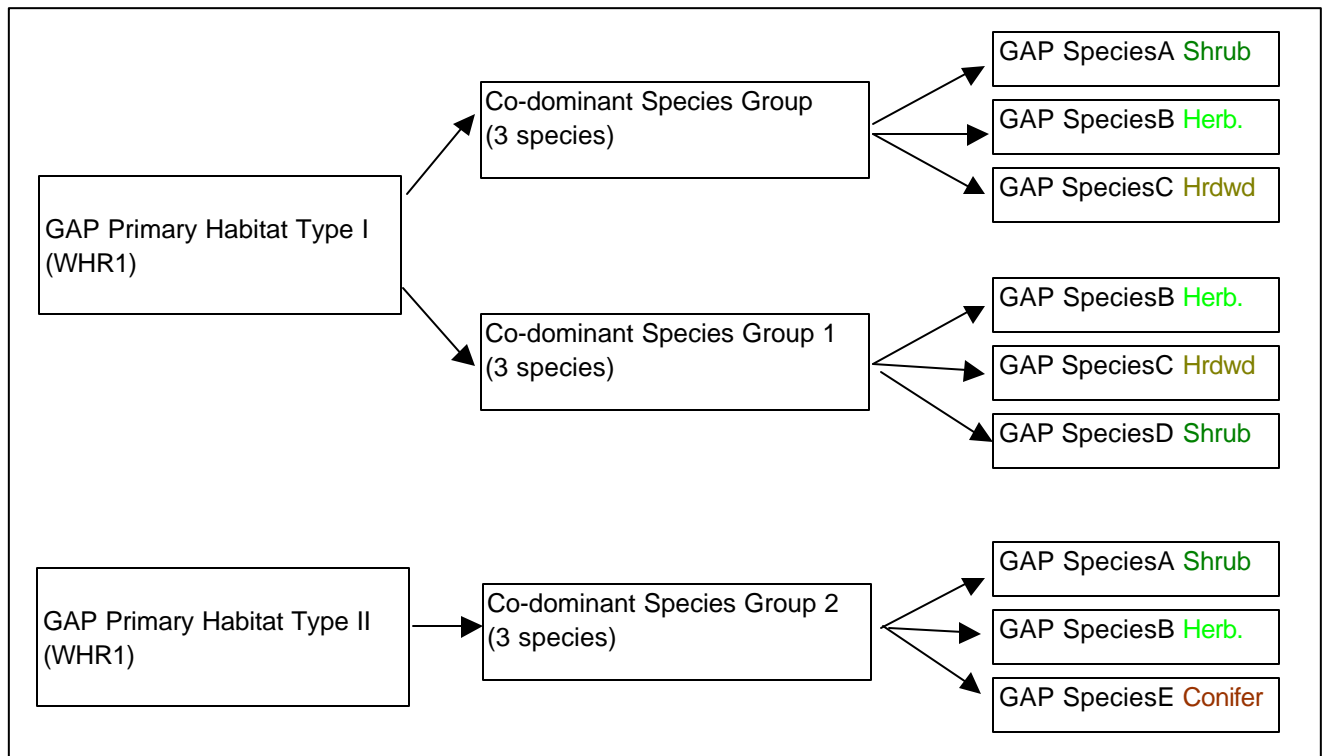 GAP Primary Habitat Type I
(WHR1)
Co-dominant Species Group
(3 species)
GAP SpeciesA Shrub
GAP SpeciesB Herb.
GAP SpeciesC Hrdwd
Co-dominant Species Group 1
(3 species)
GAP SpeciesB Herb.
GAP SpeciesC Hrdwd
GAP SpeciesD Shrub
GAP Primary Habitat Type II
(WHR1)
Co-dominant Species Group 2
(3 species)
GAP SpeciesA Shrub
GAP SpeciesB Herb.
GAP SpeciesE Conifer